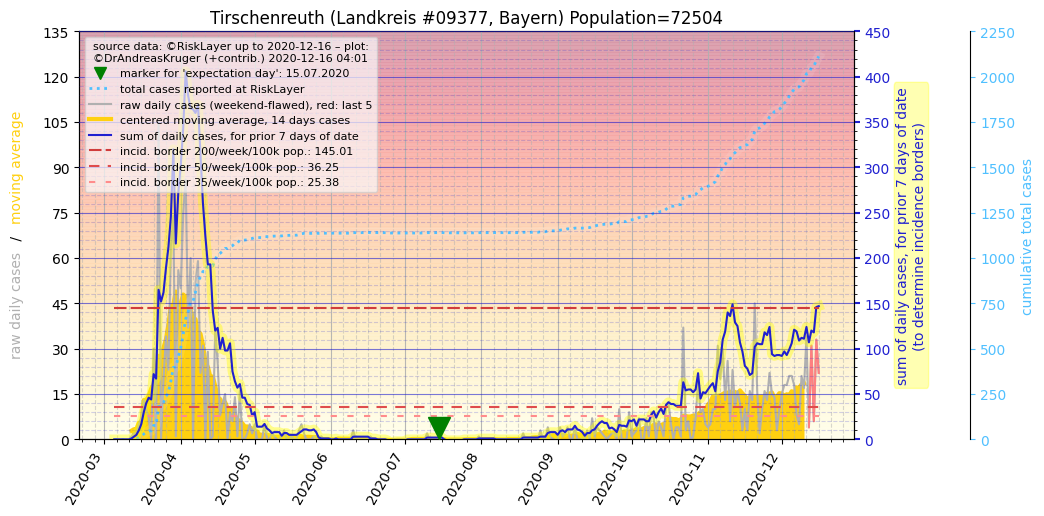 Tirschenreuth (Landkreis #09377, Bayern) Population=72504
source data: ©RiskLayer up to 2020-12-16 – plot:
©DrAndreasKruger (+contrib.) 2020-12-16 04:01
marker for 'expectation day': 15.07.2020
total cases reported at RiskLayer
raw daily cases (weekend-flawed), red: last 5
centered moving average, 14 days cases
sum of daily cases, for prior 7 days of date
incid. border 200/week/100k pop.: 145.01
incid. border 50/week/100k pop.: 36.25
incid. border 35/week/100k pop.: 25.38
raw daily cases / moving average
135
120
105
90
75
60
45
30
15
0
450
400
350
300
250
200
150
100
50
0
sum of daily cases, for prior 7 days of date
(to determine incidence borders)
2250
2000
1750
1500
1250
1000
750
500
250
0
cumulative total cases
2020-03
2020-04
2020-05
2020-06
2020-07
2020-08
2020-09
2020-10
2020-11
2020-12